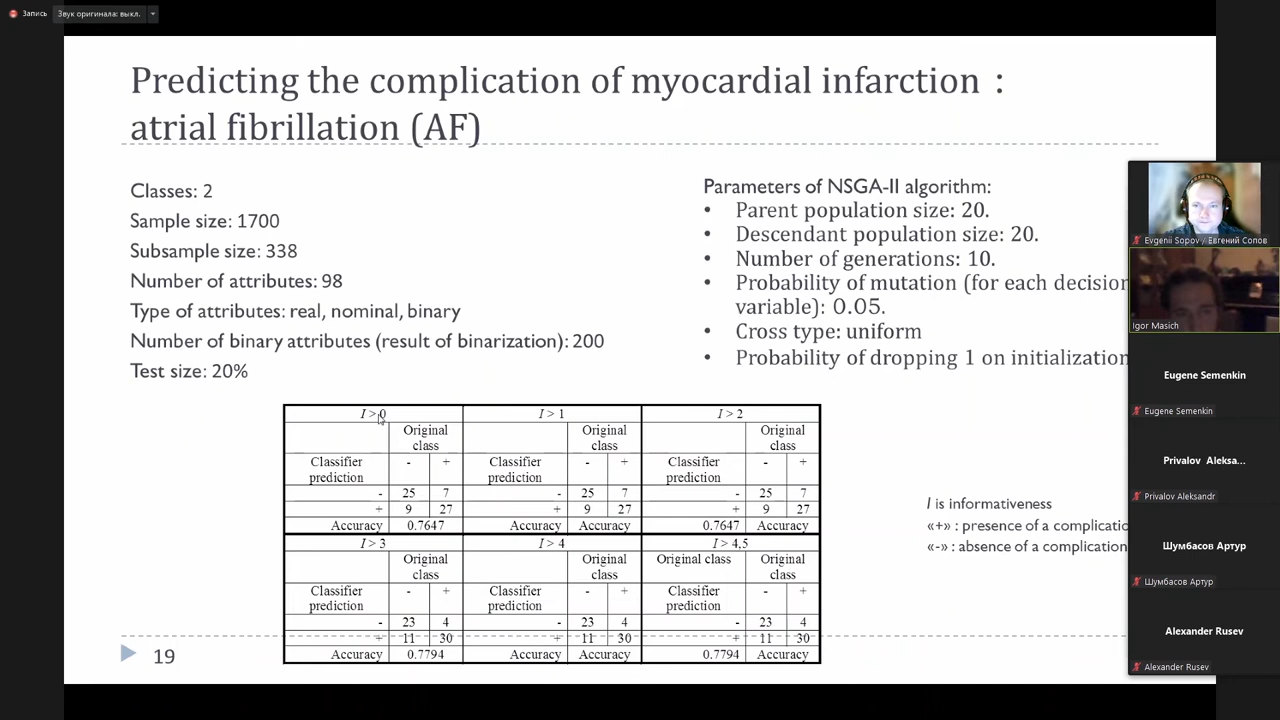 Запись
Звук оригинала: выкл.
Predicting the complication of myocardial infarction :
atrial fibrillation (AF)
Classes: 2
Sample size: 1700
Subsample size: 338
Number of attributes: 98
Type of attributes: real, nominal, binary
Number of binary attributes (result of binarization): 200
Test size: 20%
Parameters of NSGA-II algorithm:
• Parent population size: 20.
• Descendant population size: 20.
• Number of generations: 10.
• Probability of mutation (for each decision
variable): 0.05.
• Cross type: uniform
• Probability of dropping 1 on initialization
I > 0 I > 1 I > 2
Original class Original class Original class
Classifier prediction - + Classifier prediction - + Classifier prediction - +
- 25 7 - 25 7 - 25 7
+ 9 27 + 9 27 + 9 27
Accuracy 0.7647 Accuracy Accuracy 0.7647 Accuracy
I > 3 I > 4 I > 4,5
Original class Original class Original class Original class
Classifier prediction - + Classifier prediction - + Classifier prediction - +
- 23 4 - 23 4 - 23 4
+ 11 30 + 11 30 + 11 30
Accuracy 0.7794 Accuracy Accuracy 0.7794 Accuracy
I is informativeness
«+» : presence of a complicatio
«-» : absence of a complication
19
Evgenii Sopov / Евгений Сопов
Igor Masich
Eugene Semenkin
Eugene Semenkin
Privalov Aleksa...
Privalov Aleksandr
Шумбасов Артур
Шумбасов Артур
Alexander Rusev
Alexander Rusev